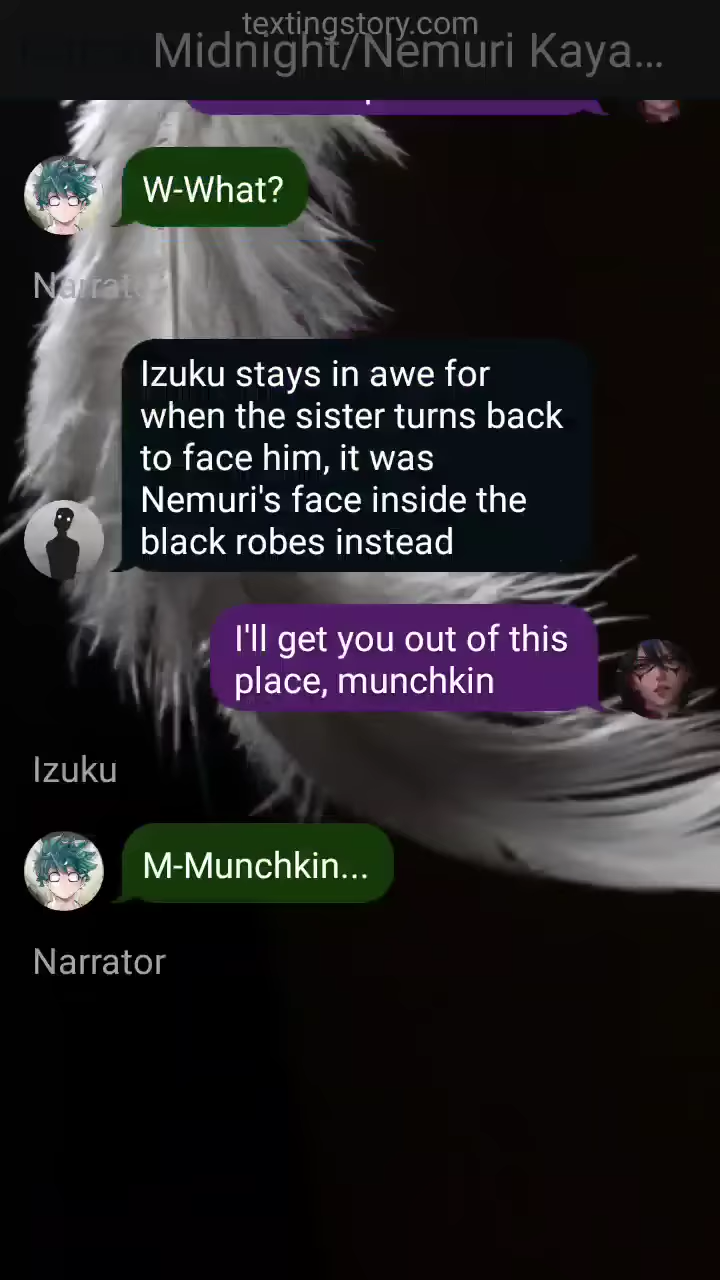 textingstory.com
Midnight/Nemuri Kaya...
W-What?
Narrator
Izuku stays in awe for
when the sister turns back
to face him, it was
Nemuri's face inside the
black robes instead
I'll get you out of this
place, munchkin
Izuku
M-Munchkin...
Narrator